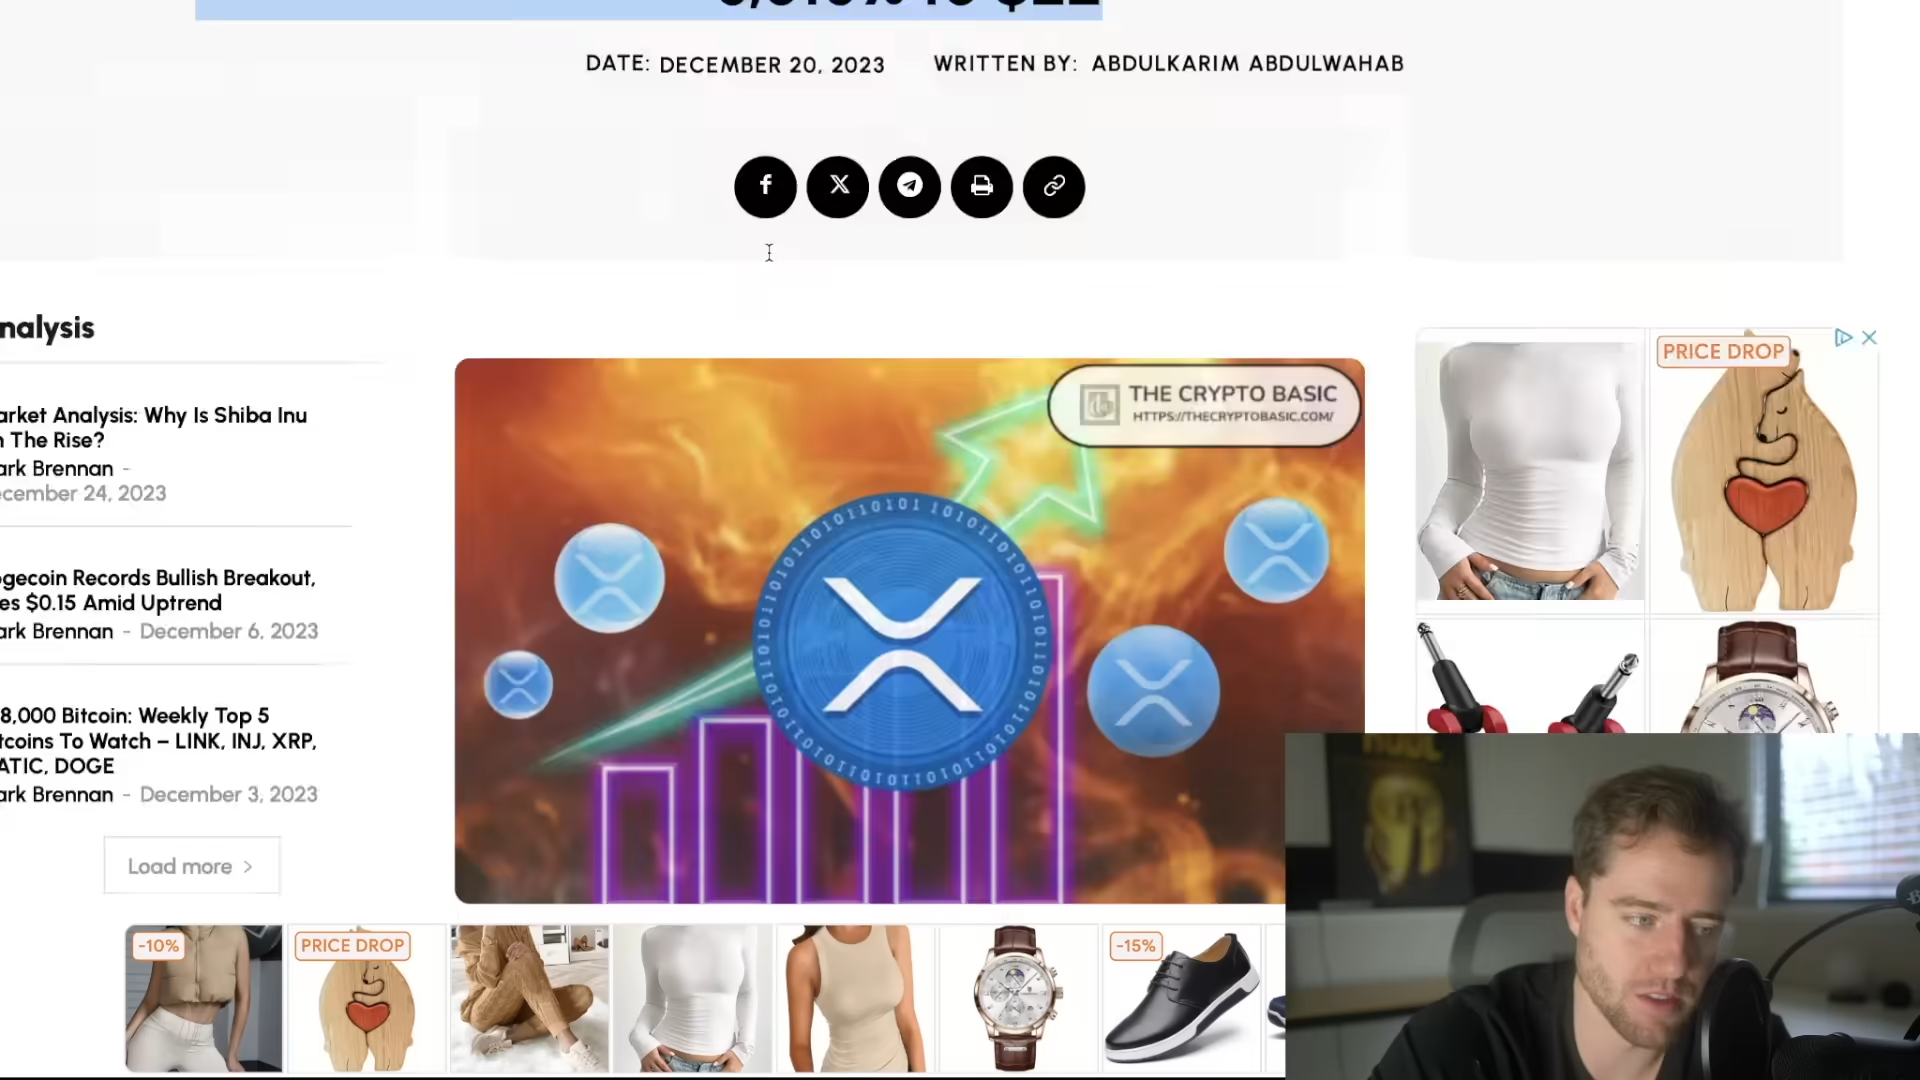 DATE: DECEMBER 20, 2023 WRITTEN BY: ABDULKARIM ABDULWAHAB
nalysis
arket Analysis: Why Is Shiba Inu
n The Rise?
ark Brennan -
ecember 24, 2023
ogecoin Records Bullish Breakout,
es $0.15 Amid Uptrend
ark Brennan - December 6, 2023
8,000 Bitcoin: Weekly Top 5
tcoins To Watch – LINK, INJ, XRP,
ATIC, DOGE
ark Brennan - December 3, 2023
Load more >
THE CRYPTO BASIC
HTTPS://THECRYPTOBASIC.COM/
PRICE DROP
-10%
PRICE DROP
-15%